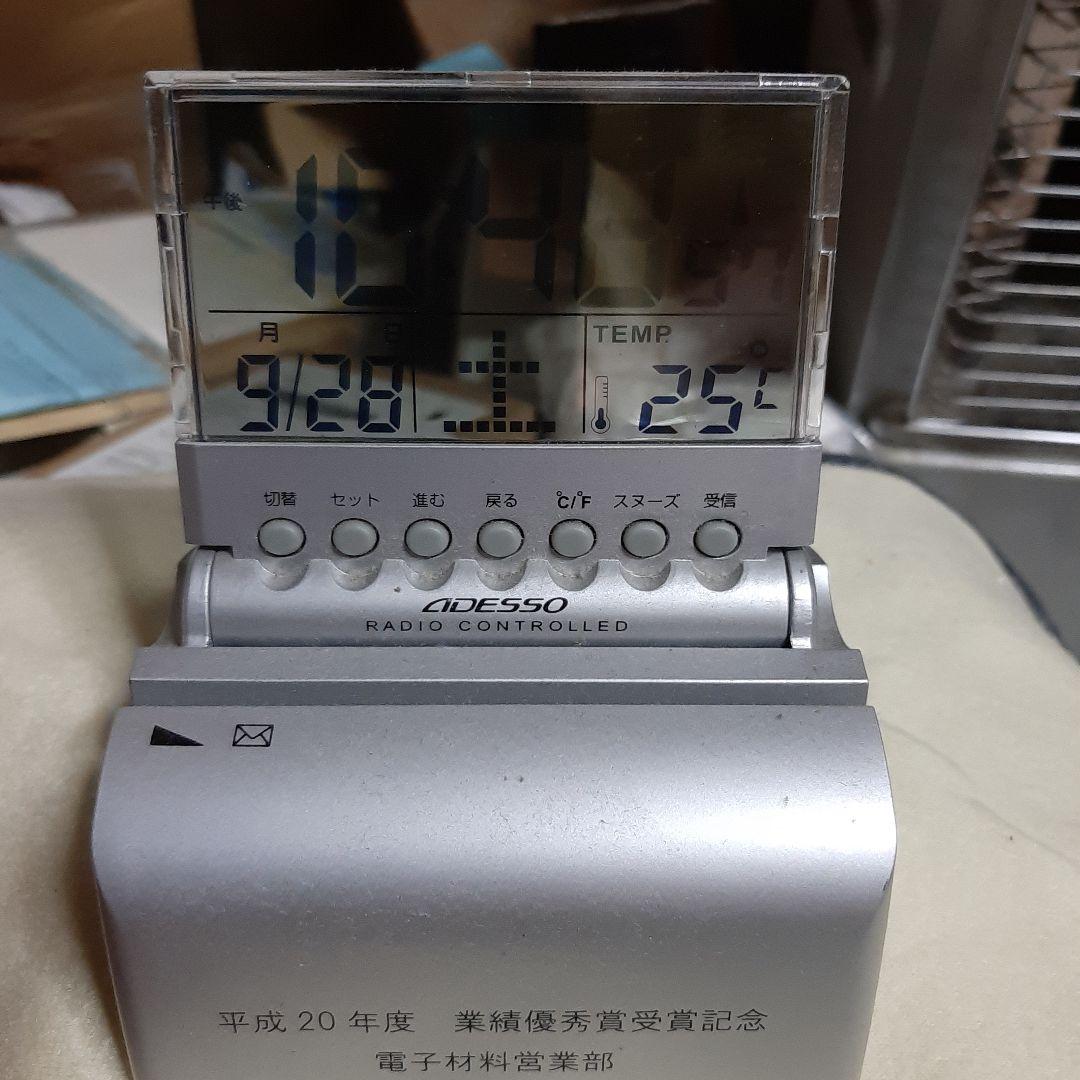 午後
月 日
9/28 土
TEMP.
25℃
切替 セット 進む 戻る ℃/℉ スヌーズ 受信
ADESSO
RADIO CONTROLLED
平成20年度 業績優秀賞受賞記念
電子材料営業部